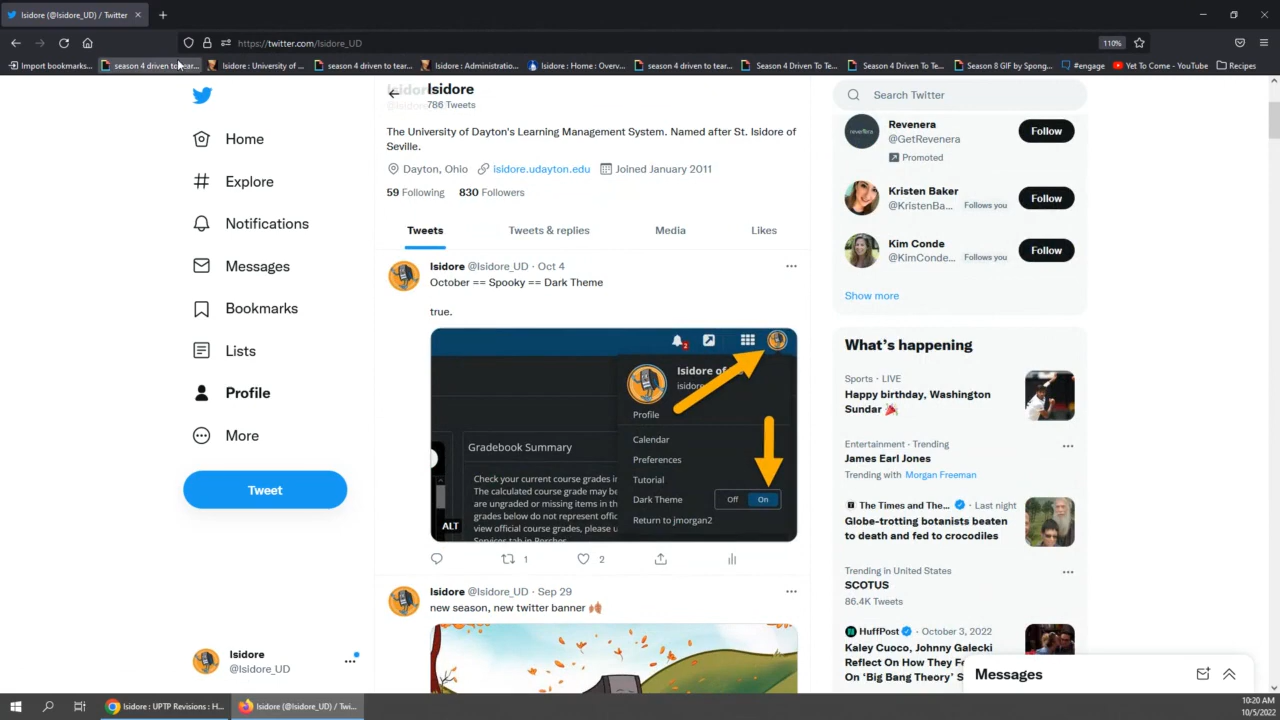 Isidore (@Isidore_UD) / Twitter
https://twitter.com/Isidore_UD
110%
Import bookmarks...
season 4 driven to tear...
Isidore : University of ...
season 4 driven to tear...
Isidore : Administratio...
Isidore : Home : Overv...
season 4 driven to tear...
Season 4 Driven To Te...
Season 4 Driven To Te...
Season 8 GIF by Spong...
#engage
Yet To Come - YouTube
Recipes
Home
Explore
Notifications
Messages
Bookmarks
Lists
Profile
More
Tweet
Isidore
@Isidore_UD
Isidore
786 Tweets
The University of Dayton's Learning Management System. Named after St. Isidore of
Seville.
Dayton, Ohio isidore.udayton.edu Joined January 2011
59 Following 830 Followers
Tweets
Tweets & replies
Media
Likes
Isidore @Isidore_UD · Oct 4
October == Spooky == Dark Theme
true.
Isidore of
isidor
Profile
Calendar
Preferences
Tutorial
Dark Theme Off On
Return to jmorgan2
Gradebook Summary
Check your current course grades in
The calculated course grade may be
are ungraded or missing items in the
grades below do not represent offic
view official course grades, please u
Services tab in Porches
ALT
1
2
Isidore @Isidore_UD · Sep 29
new season, new twitter banner
Search Twitter
Revenera
@GetRevenera
Promoted
Follow
Kristen Baker
@KristenBa... Follows you
Follow
Kim Conde
@KimConde... Follows you
Follow
Show more
What's happening
Sports · LIVE
Happy birthday, Washington
Sundar
Entertainment · Trending
James Earl Jones
Trending with Morgan Freeman
The Times and The... · Last night
Globe-trotting botanists beaten
to death and fed to crocodiles
Trending in United States
SCOTUS
86.4K Tweets
HuffPost · October 3, 2022
Kaley Cuoco, Johnny Galecki
Reflect On How They F
On 'Big Bang Theory' S
Messages
Isidore : UPTP Revisions : H...
Isidore (@Isidore_UD) / Twi...
10:20 AM
10/5/2022